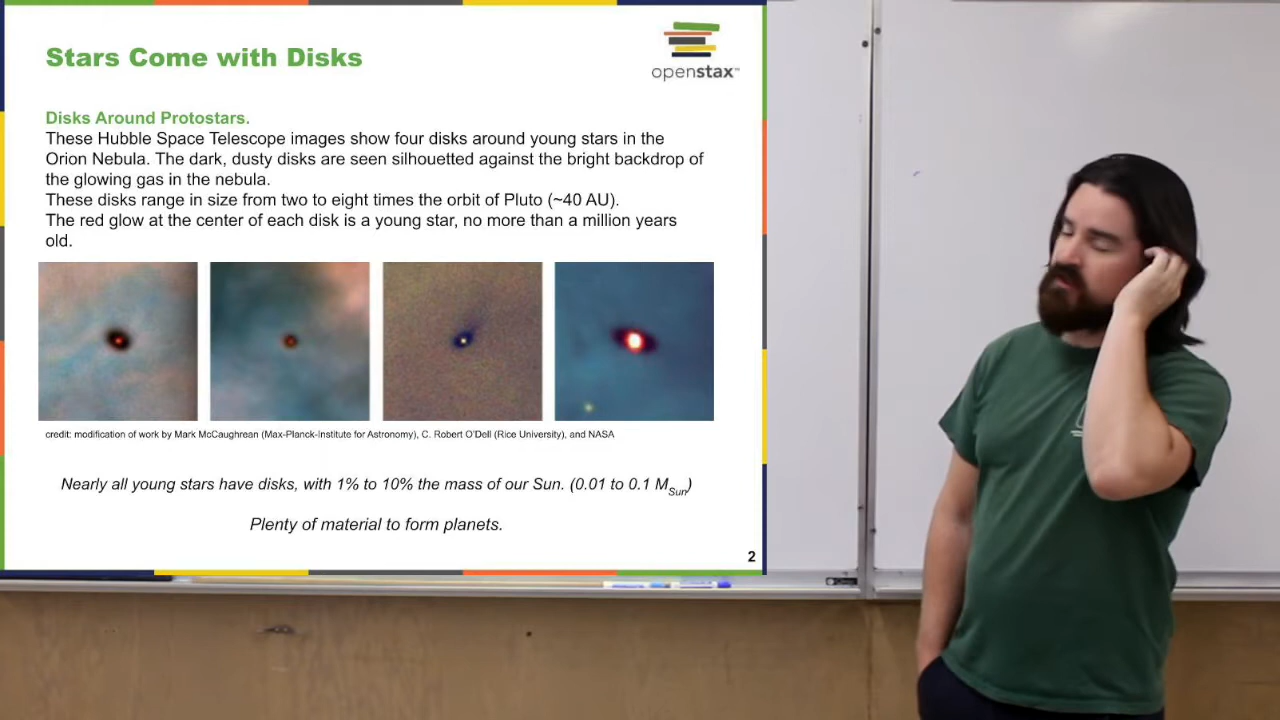 Stars Come with Disks
openstax™
Disks Around Protostars.
These Hubble Space Telescope images show four disks around young stars in the
Orion Nebula. The dark, dusty disks are seen silhouetted against the bright backdrop of
the glowing gas in the nebula.
These disks range in size from two to eight times the orbit of Pluto (~40 AU).
The red glow at the center of each disk is a young star, no more than a million years
old.
credit: modification of work by Mark McCaughrean (Max-Planck-Institute for Astronomy), C. Robert O'Dell (Rice University), and NASA
Nearly all young stars have disks, with 1% to 10% the mass of our Sun. (0.01 to 0.1 MSun)
Plenty of material to form planets.
2